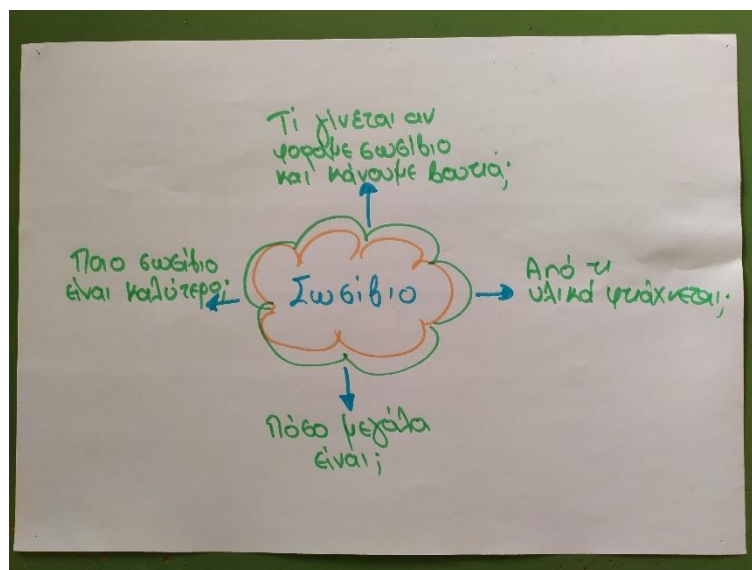 Τί γίνεται αν
φοράμε σωσίβιο
και κάνουμε βουτιά;
Ποιο σωσίβιο
είναι καλύτερο;
Σωσίβιο
Από τι
υλικά φτιάχνεται;
Πόσο μεγάλα
είναι;